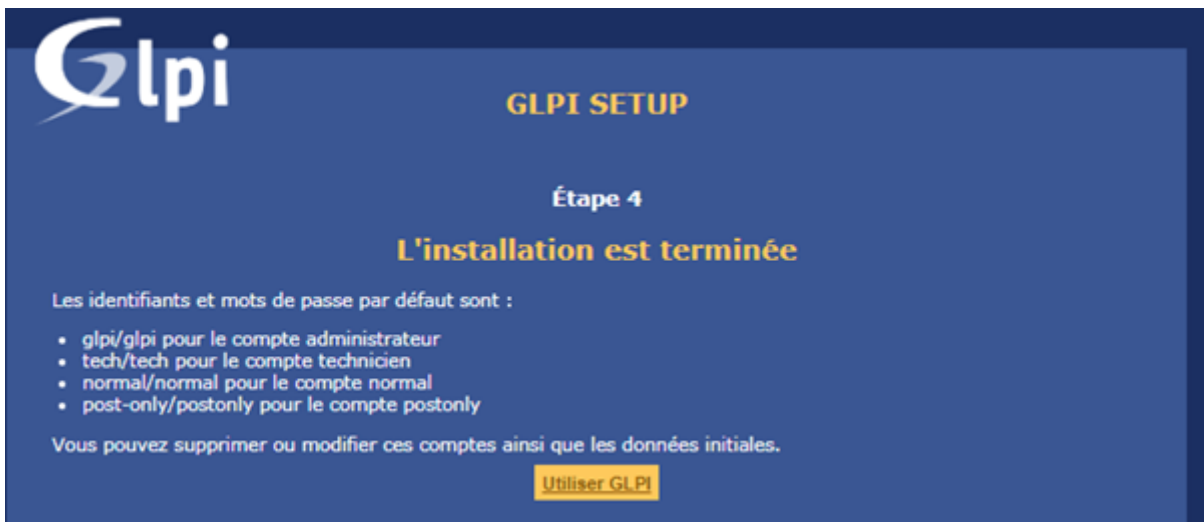 Glpi
GLPI SETUP
Étape 4
L'installation est terminée
Les identifiants et mots de passe par défaut sont :
• glpi/glpi pour le compte administrateur
• tech/tech pour le compte technicien
• normal/normal pour le compte normal
• post-only/postonly pour le compte postonly
Vous pouvez supprimer ou modifier ces comptes ainsi que les données initiales.
Utiliser GLPI